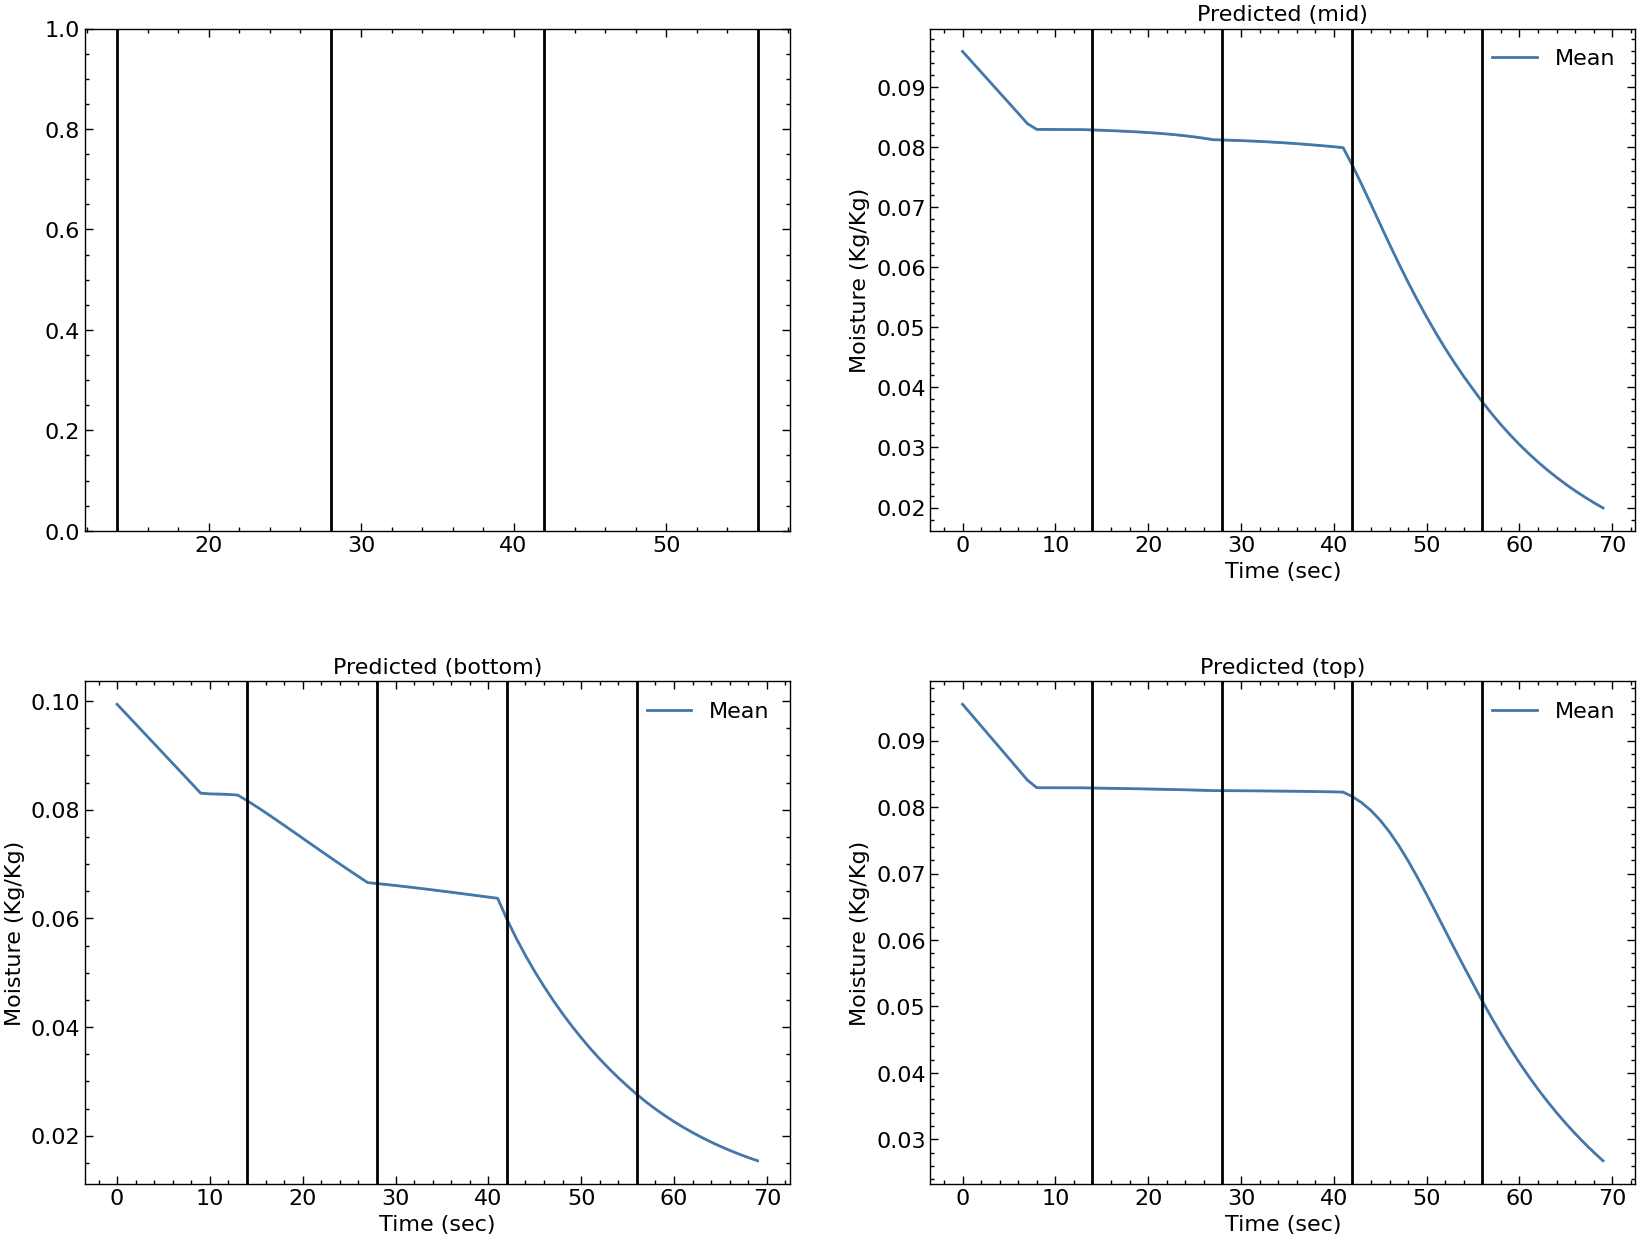 1.0
0.8
0.6
0.4
0.2
0.0
20 30 40 50
Predicted (mid)
Mean
Moisture (Kg/Kg)
0.09
0.08
0.07
0.06
0.05
0.04
0.03
0.02
0 10 20 30 40 50 60 70
Time (sec)
Predicted (bottom)
Mean
Moisture (Kg/Kg)
0.10
0.08
0.06
0.04
0.02
0 10 20 30 40 50 60 70
Time (sec)
Predicted (top)
Mean
Moisture (Kg/Kg)
0.09
0.08
0.07
0.06
0.05
0.04
0.03
0 10 20 30 40 50 60 70
Time (sec)